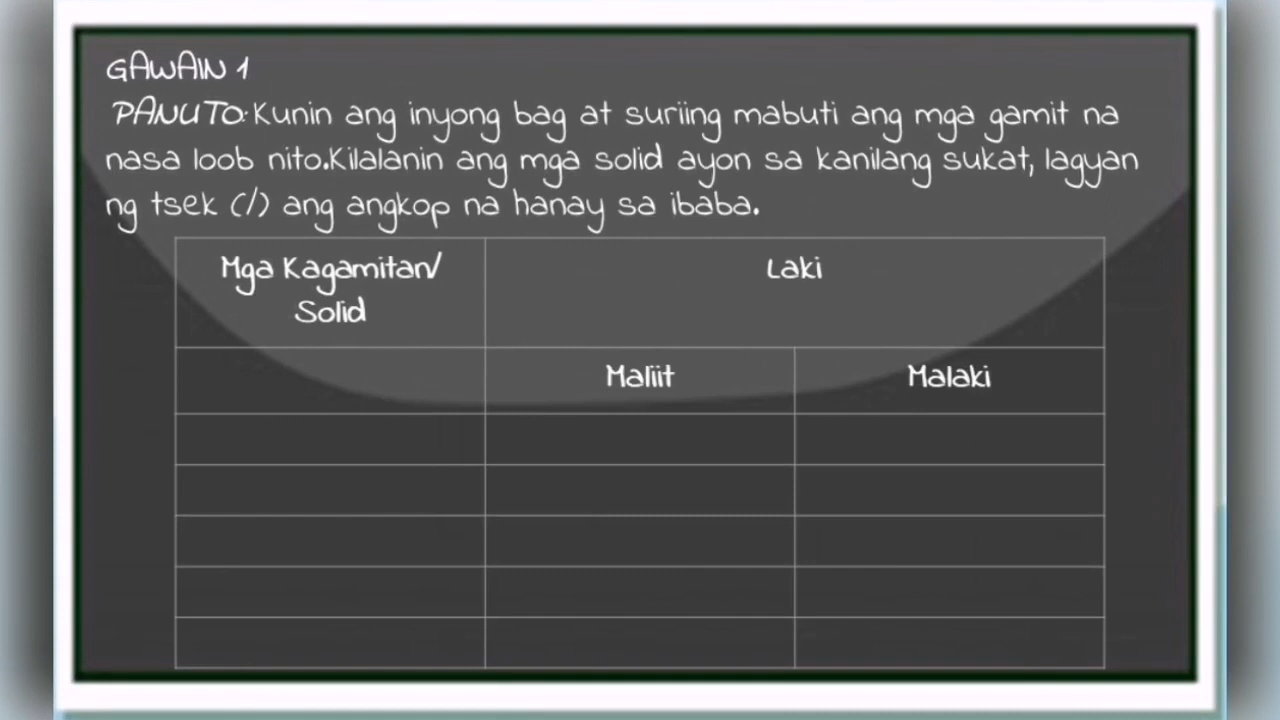 GAWAIN 1
PANUTO:Kunin ang inyong bag at suriing mabuti ang mga gamit na
nasa loob nito.Kilalanin ang mga solid ayon sa kanilang sukat, lagyan
ng tsek (/) ang angkop na hanay sa ibaba.
Mga Kagamitan/
Solid
Laki
Maliit
Malaki